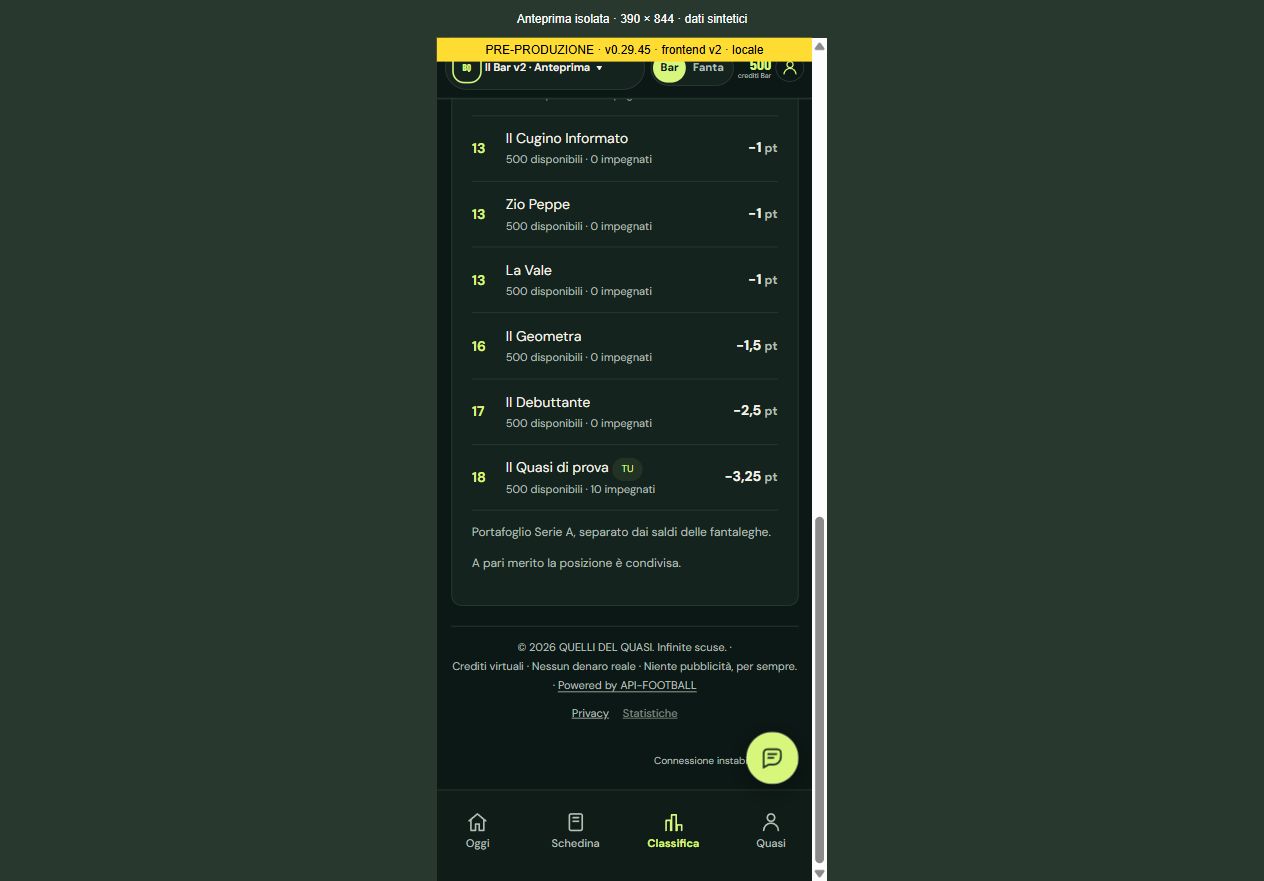 Anteprima isolata · 390 × 844 · dati sintetici
PRE-PRODUZIONE · v0.29.45 · frontend v2 · locale
BQ
Il Bar v2 · Anteprima
Bar
Fanta
500
crediti Bar
13
Il Cugino Informato
500 disponibili · 0 impegnati
−1 pt
13
Zio Peppe
500 disponibili · 0 impegnati
−1 pt
13
La Vale
500 disponibili · 0 impegnati
−1 pt
16
Il Geometra
500 disponibili · 0 impegnati
−1,5 pt
17
Il Debuttante
500 disponibili · 0 impegnati
−2,5 pt
18
Il Quasi di prova TU
500 disponibili · 10 impegnati
−3,25 pt
Portafoglio Serie A, separato dai saldi delle fantaleghe.
A pari merito la posizione è condivisa.
© 2026 QUELLI DEL QUASI. Infinite scuse. ·
Crediti virtuali · Nessun denaro reale · Niente pubblicità, per sempre.
· Powered by API-FOOTBALL
Privacy Statistiche
Connessione
Oggi
Schedina
Classifica
Quasi